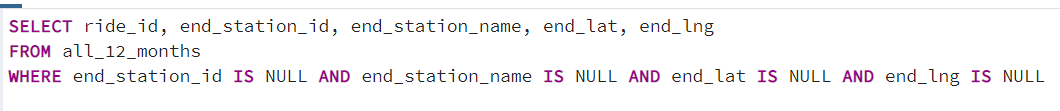 SELECT ride_id, end_station_id, end_station_name, end_lat, end_lng
FROM all_12_months
WHERE end_station_id IS NULL AND end_station_name IS NULL AND end_lat IS NULL AND end_lng IS NULL